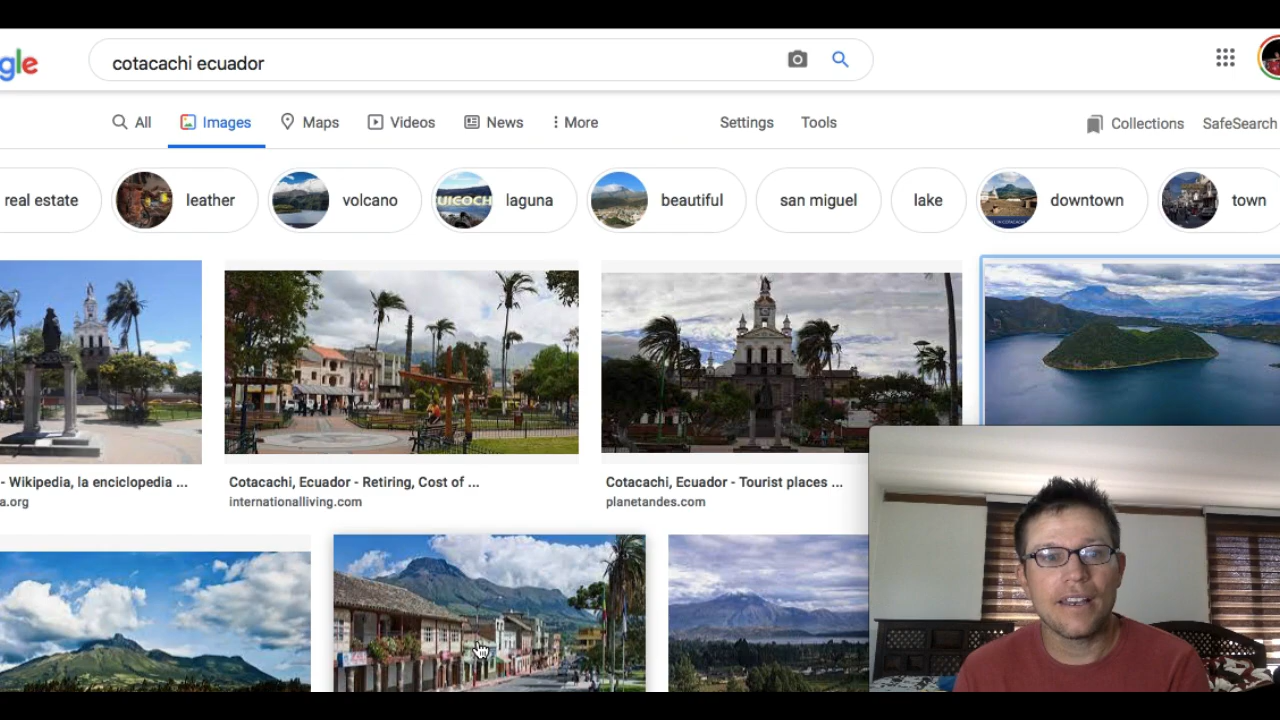 gle
cotacachi ecuador
All Images Maps Videos News More Settings Tools Collections SafeSearch
real estate leather volcano laguna beautiful san miguel lake downtown town
UICOCH
- Wikipedia, la enciclopedia ... Cotacachi, Ecuador - Retiring, Cost of ... Cotacachi, Ecuador - Tourist places ...
a.org internationalliving.com planetandes.com